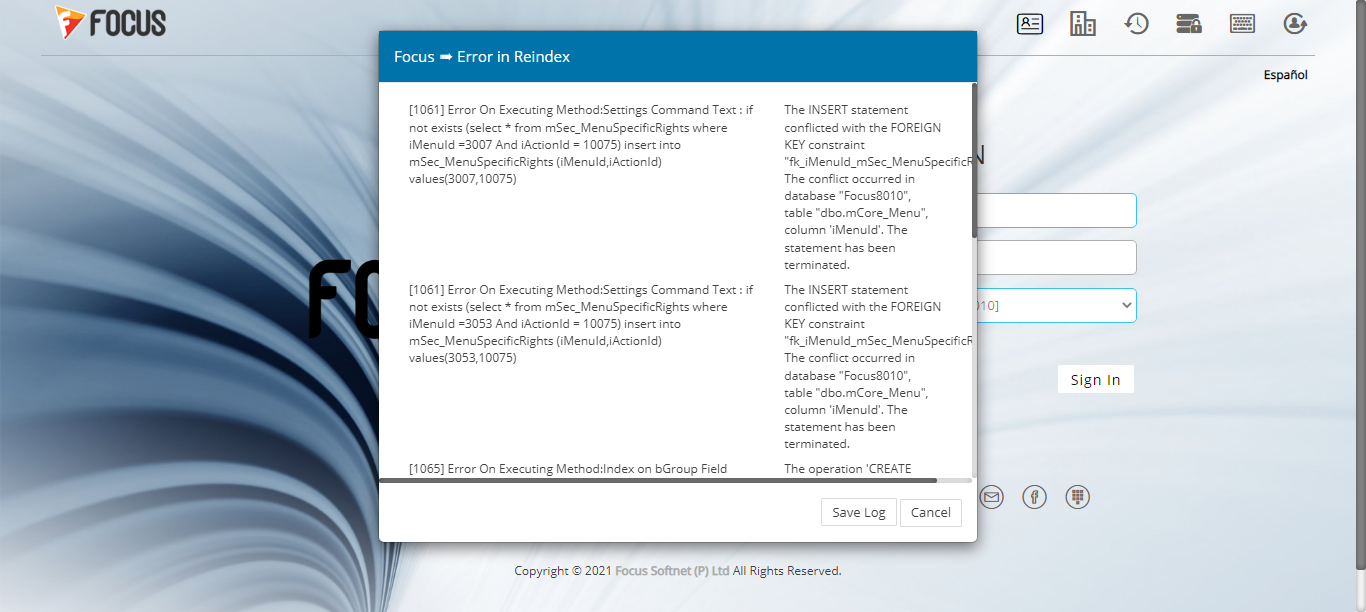 FOCUS
Español
Focus ➡ Error in Reindex
[1061] Error On Executing Method:Settings Command Text : if
not exists (select * from mSec_MenuSpecificRights where
iMenuId =3007 And iActionId = 10075) insert into
mSec_MenuSpecificRights (iMenuId,iActionId)
values(3007,10075)
The INSERT statement
conflicted with the FOREIGN
KEY constraint
"fk_iMenuId_mSec_MenuSpecificR
The conflict occurred in
database "Focus8010",
table "dbo.mCore_Menu",
column 'iMenuId'. The
statement has been
terminated.
[1061] Error On Executing Method:Settings Command Text : if
not exists (select * from mSec_MenuSpecificRights where
iMenuId =3053 And iActionId = 10075) insert into
mSec_MenuSpecificRights (iMenuId,iActionId)
values(3053,10075)
The INSERT statement
conflicted with the FOREIGN
KEY constraint
"fk_iMenuId_mSec_MenuSpecificR
The conflict occurred in
database "Focus8010",
table "dbo.mCore_Menu",
column 'iMenuId'. The
statement has been
terminated.
[1065] Error On Executing Method:Index on bGroup Field
The operation 'CREATE
Save Log
Cancel
N
FO
010]
Sign In
Copyright © 2021 Focus Softnet (P) Ltd All Rights Reserved.